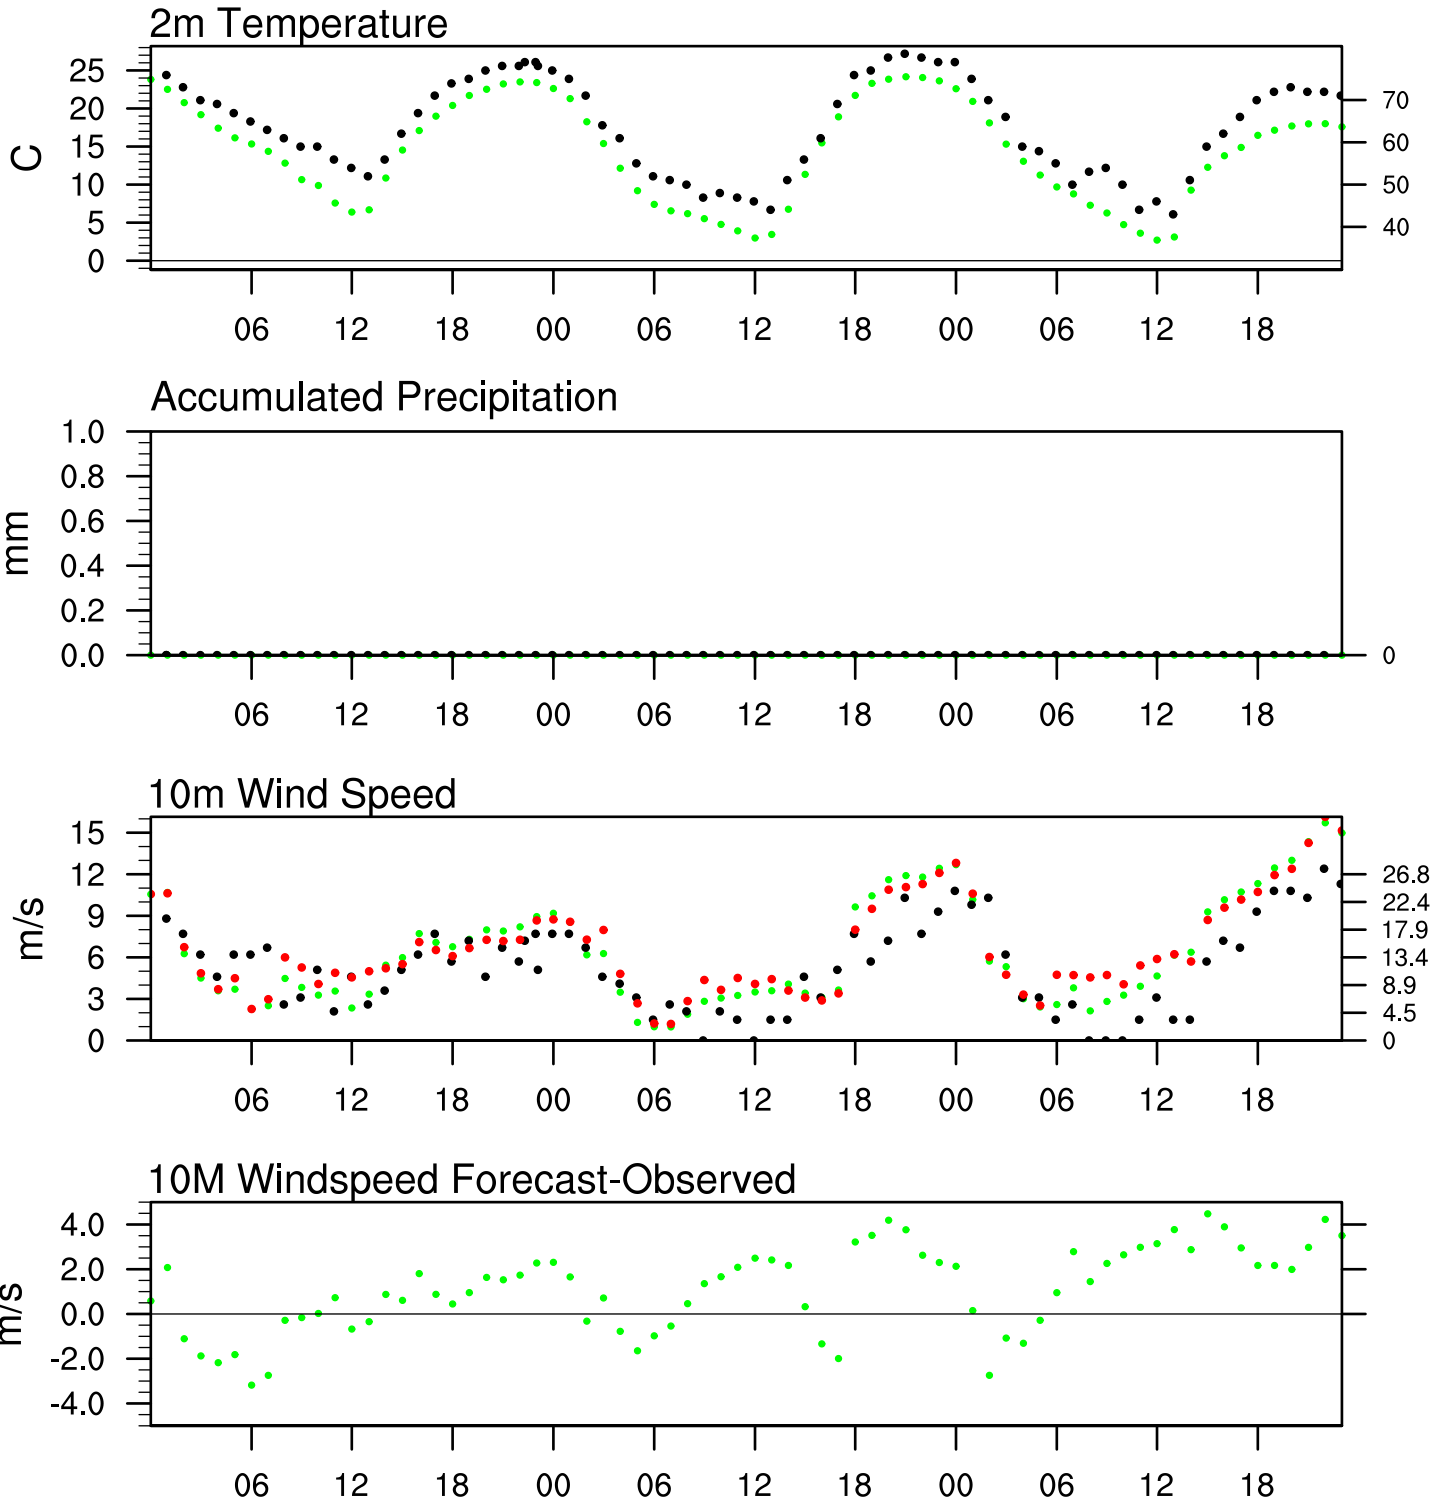 2m Temperature
25
20
15
10
5
0
C
70
60
50
40
06 12 18 00 06 12 18 00 06 12 18
Accumulated Precipitation
1.0
0.8
0.6
0.4
0.2
0.0
mm
0
06 12 18 00 06 12 18 00 06 12 18
10m Wind Speed
15
12
9
6
3
0
m/s
26.8
22.4
17.9
13.4
8.9
4.5
0
06 12 18 00 06 12 18 00 06 12 18
10M Windspeed Forecast-Observed
4.0
2.0
0.0
-2.0
-4.0
m/s
06 12 18 00 06 12 18 00 06 12 18